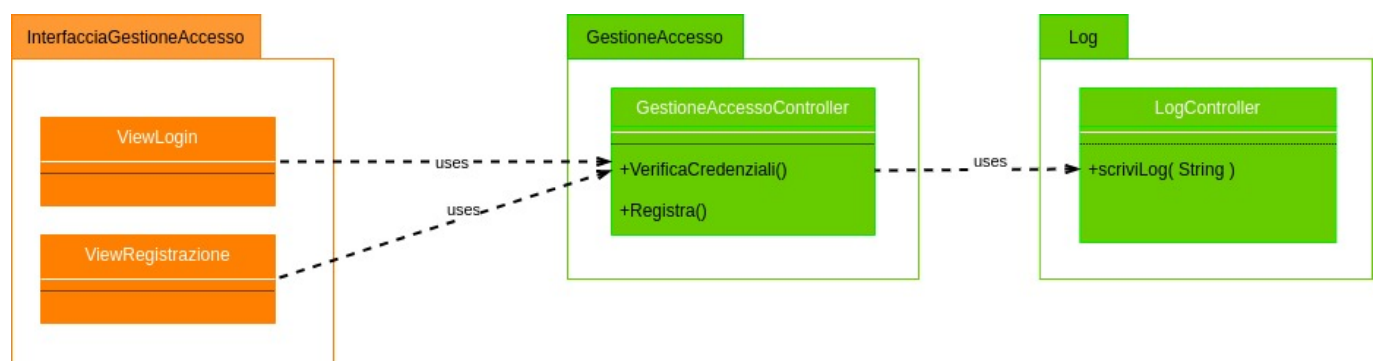 InterfacciaGestioneAccesso
ViewLogin
ViewRegistrazione
uses
uses
GestioneAccesso
GestioneAccessoController
+VerificaCredenziali()
+Registra()
uses
Log
LogController
+scriviLog( String )